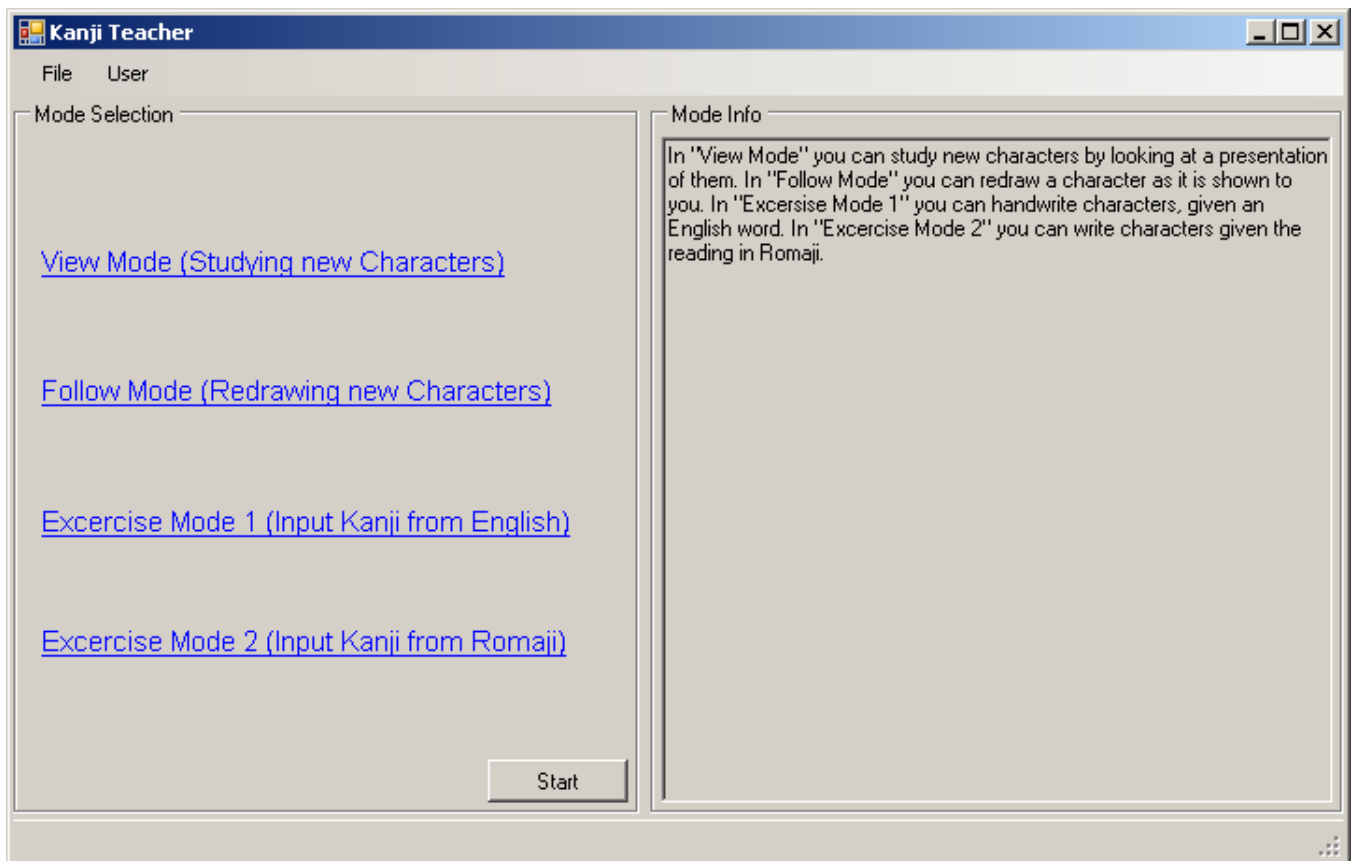 Kanji Teacher
File User
Mode Selection
View Mode (Studying new Characters)
Follow Mode (Redrawing new Characters)
Excercise Mode 1 (Input Kanji from English)
Excercise Mode 2 (Input Kanji from Romaji)
Start
Mode Info
In "View Mode" you can study new characters by looking at a presentation
of them. In "Follow Mode" you can redraw a character as it is shown to
you. In "Excersise Mode 1" you can handwrite characters, given an
English word. In "Excercise Mode 2" you can write characters given the
reading in Romaji.